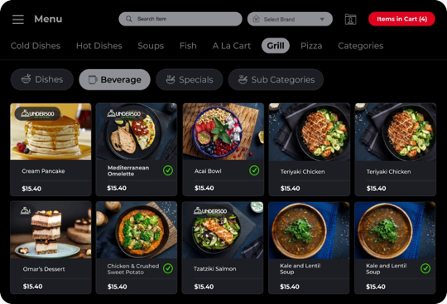 Menu
Search Item
Select Brand
Items in Cart (4)
Cold Dishes Hot Dishes Soups Fish A La Cart Grill Pizza Categories
Dishes Beverage Specials Sub Categories
UNDER500 UNDER500
Cream Pancake
Mediterranean
Omelette
Acai Bowl
Teriyaki Chicken
Teriyaki Chicken
$15.40 $15.40 $15.40 $15.40 $15.40
UNDER500
Omar's Dessert
Chicken & Crushed
Sweet Potato
Tzatziki Salmon
Kale and Lentil
Soup
Kale and Lentil
Soup
$15.40 $15.40 $15.40 $15.40 $15.40